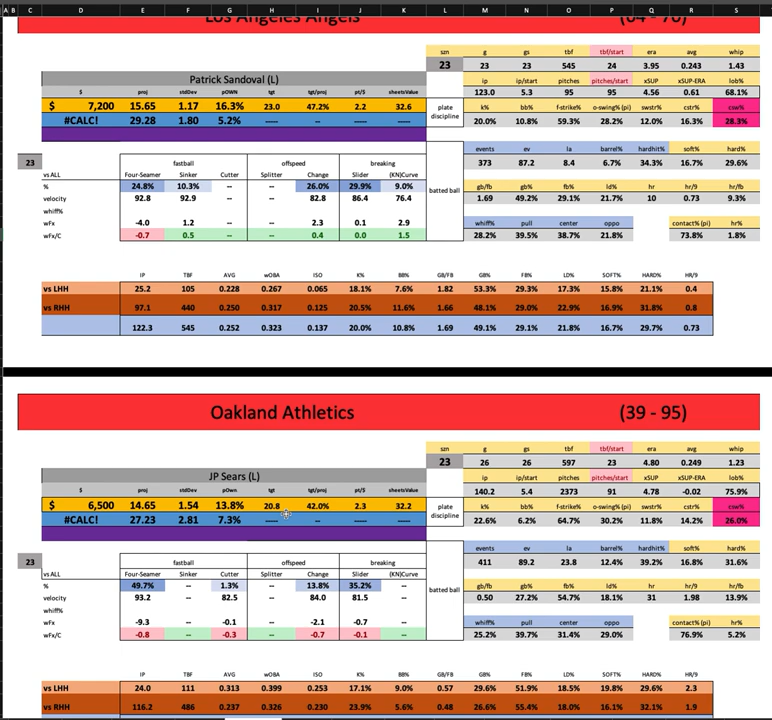 A B C D E F G H I J K L M N O P Q R S
Los Angeles Angels (64 - 70)
szn g gs tbf tbf/start era avg whip
23 23 23 545 24 3.95 0.243 1.43
Patrick Sandoval (L) ip ip/start pitches pitches/start xSUP xSUP-ERA lob%
$ proj stdDev pOWN tgt tgt/proj pt/$ sheetsValue 123.0 5.3 95 95 4.56 0.61 68.1%
$ 7,200 15.65 1.17 16.3% 23.0 47.2% 2.2 32.6 plate discipline k% bb% f-strike% o-swing% (pi) swstr% cstr% csw%
#CALC! 29.28 1.80 5.2% ---- -- ---- ---- 20.0% 10.8% 59.3% 28.2% 12.0% 16.3% 28.3%
events ev la barrel% hardhit% soft% hard%
23 fastball offspeed breaking 373 87.2 8.4 6.7% 34.3% 16.7% 29.6%
vs ALL Four-Seamer Sinker Cutter Splitter Change Slider (KN)Curve batted ball
% 24.8% 10.3% -- -- 26.0% 29.9% 9.0% gb/fb gb% fb% ld% hr hr/9 hr/fb
velocity 92.8 92.9 -- -- 82.8 86.4 76.4 1.69 49.2% 29.1% 21.7% 10 0.73 9.3%
whiff%
wFx -4.0 1.2 2.3 0.1 2.9 whiff% pull center oppo contact% (pi) hr%
wFx/C -0.7 0.5 -- -- 0.4 0.0 1.5 28.2% 39.5% 38.7% 21.8% 73.8% 1.8%
IP TBF AVG wOBA ISO K% BB% GB/FB GB% FB% LD% SOFT% HARD% HR/9
vs LHH 25.2 105 0.228 0.267 0.065 18.1% 7.6% 1.82 53.3% 29.3% 17.3% 15.8% 21.1% 0.4
vs RHH 97.1 440 0.250 0.317 0.125 20.5% 11.6% 1.66 48.1% 29.0% 22.9% 16.9% 31.8% 0.8
122.3 545 0.252 0.323 0.137 20.0% 10.8% 1.69 49.1% 29.1% 21.8% 16.7% 29.7% 0.73
Oakland Athletics (39 - 95)
szn g gs tbf tbf/start era avg whip
23 26 26 597 23 4.80 0.249 1.23
JP Sears (L) ip ip/start pitches pitches/start xSUP xSUP-ERA lob%
$ proj stdDev pOwn tgt tgt/proj pt/$ sheetsValue 140.2 5.4 2373 91 4.78 -0.02 75.9%
$ 6,500 14.65 1.54 13.8% 20.8 42.0% 2.3 32.2 plate discipline k% bb% f-strike% o-swing% (pi) swstr% cstr% csw%
#CALC! 27.23 2.81 7.3% ---- -- ---- ---- 22.6% 6.2% 64.7% 30.2% 11.8% 14.2% 26.0%
events ev la barrel% hardhit% soft% hard%
23 fastball offspeed breaking 411 89.2 23.8 12.4% 39.2% 16.8% 31.6%
vs ALL Four-Seamer Sinker Cutter Splitter Change Slider (KN)Curve batted ball
% 49.7% -- 1.3% -- 13.8% 35.2% -- gb/fb gb% fb% ld% hr hr/9 hr/fb
velocity 93.2 82.5 -- 84.0 81.5 -- 0.50 27.2% 54.7% 18.1% 31 1.98 13.9%
whiff%
wFx -9.3 -0.1 -- -2.1 -0.7 -- whiff% pull center oppo contact% (pi) hr%
wFx/C -0.8 -- -0.3 -- -0.7 -0.1 -- 25.2% 39.7% 31.4% 29.0% 76.9% 5.2%
IP TBF AVG wOBA ISO K% BB% GB/FB GB% FB% LD% SOFT% HARD% HR/9
vs LHH 24.0 111 0.313 0.399 0.253 17.1% 9.0% 0.57 29.6% 51.9% 18.5% 19.8% 29.6% 2.3
vs RHH 116.2 486 0.237 0.326 0.230 23.9% 5.6% 0.48 26.6% 55.4% 18.0% 16.1% 32.1% 1.9